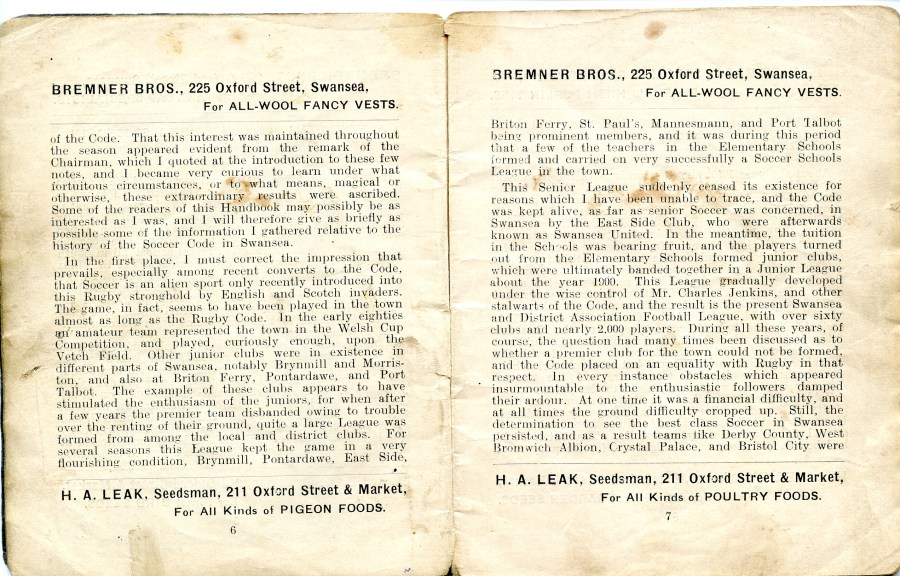 BREMNER BROS., 225 Oxford Street, Swansea,
For ALL-WOOL FANCY VESTS.
of the Code. That this interest was maintained throughout
the season appeared evident from the remark of the
Chairman, which I quoted at the introduction to these few
notes, and I became very curious to learn under what
fortuitous circumstances, or to what means, magical or
otherwise, these extraordinary results were ascribed.
Some of the readers of this Handbook may possibly be as
interested as I was, and I will therefore give as briefly as
possible some of the information I gathered relative to the
history of the Soccer Code in Swansea.
In the first place, I must correct the impression that
prevails, especially among recent converts to the Code,
that Soccer is an alien sport only recently introduced into
this Rugby stronghold by English and Scotch invaders.
The game, in fact, seems to have been played in the town
almost as long as the Rugby Code. In the early eighties
an amateur team represented the town in the Welsh Cup
Competition, and played, curiously enough, upon the
Vetch Field. Other junior clubs were in existence in
different parts of Swansea, notably Brynmill and Morris-
ton, and also at Briton Ferry, Pontardawe, and Port
Talbot. The example of these clubs appears to have
stimulated the enthusiasm of the juniors, for when after
a few years the premier team disbanded owing to trouble
over the renting of their ground, quite a large League was
formed from among the local and district clubs. For
several seasons this League kept the game in a very
flourishing condition, Brynmill, Pontardawe, East Side,
H. A. LEAK, Seedsman, 211 Oxford Street & Market,
For All Kinds of PIGEON FOODS.
6
BREMNER BROS., 225 Oxford Street, Swansea,
For ALL-WOOL FANCY VESTS.
Briton Ferry, St. Paul's, Mannesmann, and Port Talbot
being prominent members, and it was during this period
that a few of the teachers in the Elementary Schools
formed and carried on very successfully a Soccer Schools
League in the town.
This Senior League suddenly ceased its existence for
reasons which I have been unable to trace, and the Code
was kept alive, as far as senior Soccer was concerned, in
Swansea by the East Side Club, who were afterwards
known as Swansea United. In the meantime, the tuition
in the Schools was bearing fruit, and the players turned
out from the Elementary Schools formed junior clubs,
which were ultimately banded together in a Junior League
about the year 1900. This League gradually developed
under the wise control of Mr. Charles Jenkins, and other
stalwarts of the Code, and the result is the present Swansea
and District Association Football League, with over sixty
clubs and nearly 2,000 players. During all these years, of
course, the question had many times been discussed as to
whether a premier club for the town could not be formed,
and the Code placed on an equality with Rugby in that
respect. In every instance obstacles which appeared
insurmountable to the enthusiastic followers damped
their ardour. At one time it was a financial difficulty, and
at all times the ground difficulty cropped up. Still, the
determination to see the best class Soccer in Swansea
persisted, and as a result teams like Derby County, West
Bromwich Albion, Crystal Palace, and Bristol City were
H. A. LEAK, Seedsman, 211 Oxford Street & Market,
For All Kinds of POULTRY FOODS.
7